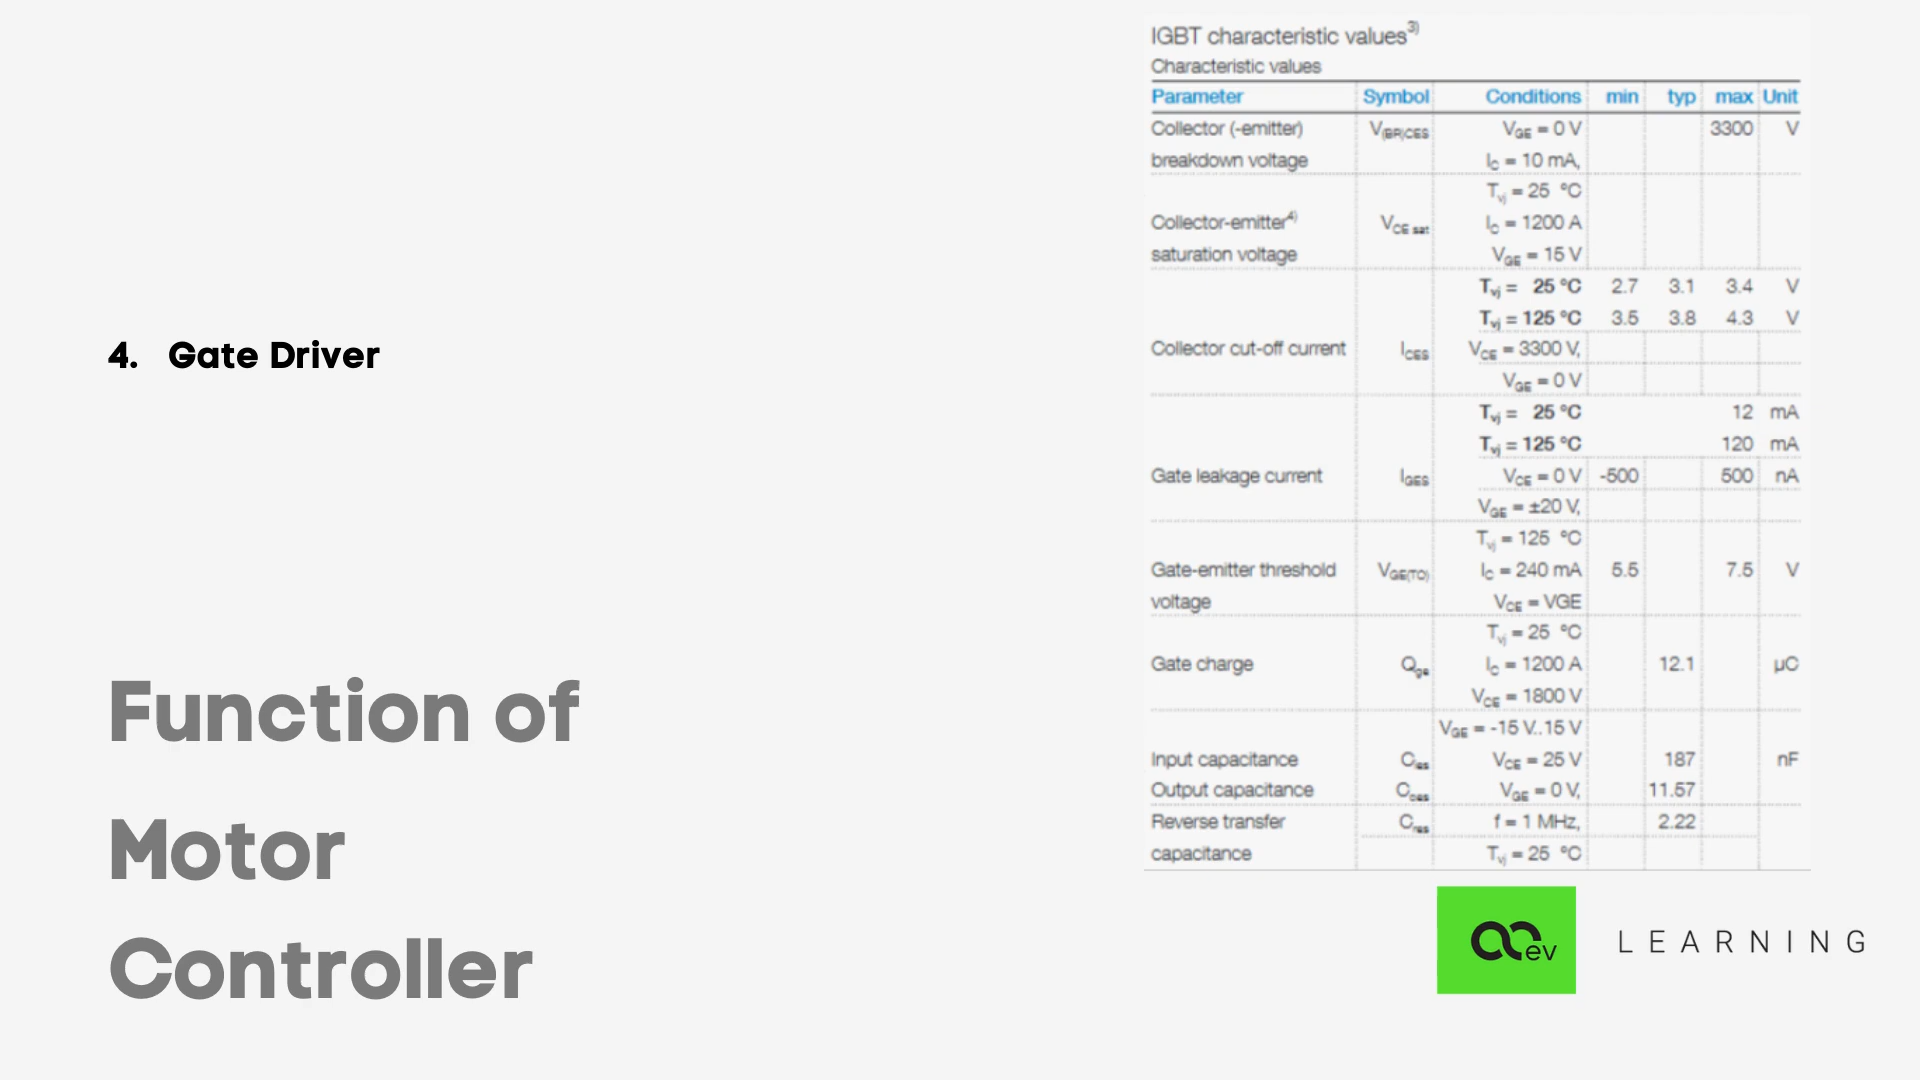 IGBT characteristic values3)
Characteristic values
Parameter Symbol Conditions min typ max Unit
Collector (-emitter) V(BR)CES VGE = 0 V 3300 V
breakdown voltage IC = 10 mA,
Tvj = 25 °C
Collector-emitter4) VCE sat IC = 1200 A
saturation voltage VGE = 15 V
Tvj = 25 °C 2.7 3.1 3.4 V
Tvj = 125 °C 3.5 3.8 4.3 V
Collector cut-off current ICES VCE = 3300 V,
VGE = 0 V
Tvj = 25 °C 12 mA
Tvj = 125 °C 120 mA
Gate leakage current IGES VCE = 0 V -500 500 nA
VGE = ±20 V,
Tvj = 125 °C
Gate-emitter threshold VGE(TO) IC = 240 mA 5.5 7.5 V
voltage VCE = VGE
Tvj = 25 °C
Gate charge Qge IC = 1200 A 12.1 µC
VCE = 1800 V
VGE = -15 V..15 V
Input capacitance Cies VCE = 25 V 187 nF
Output capacitance Coes VGE = 0 V, 11.57
Reverse transfer Cres f = 1 MHz, 2.22
capacitance Tvj = 25 °C
4. Gate Driver
Function of
Motor
Controller
ev
LEARNING